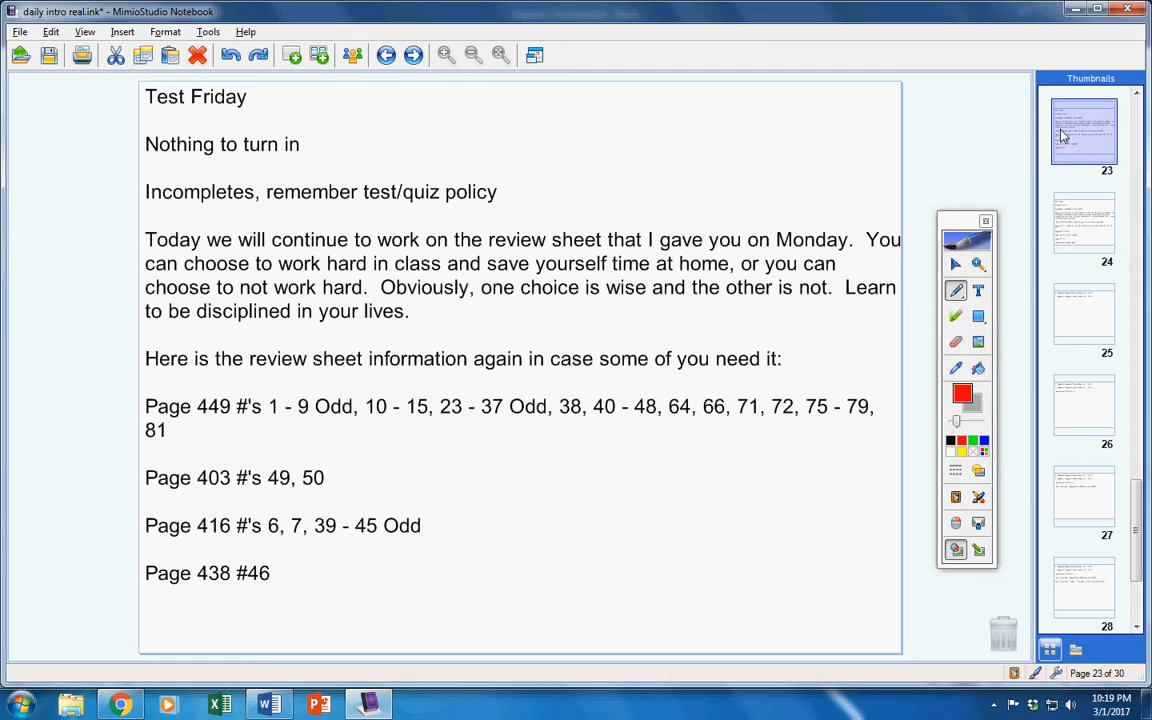 daily intro real.ink* - MimioStudio Notebook
File Edit View Insert Format Tools Help
Thumbnails
Test Friday
Nothing to turn in
Incompletes, remember test/quiz policy
Today we will continue to work on the review sheet that I gave you on Monday. You
can choose to work hard in class and save yourself time at home, or you can
choose to not work hard. Obviously, one choice is wise and the other is not. Learn
to be disciplined in your lives.
Here is the review sheet information again in case some of you need it:
Page 449 #'s 1 - 9 Odd, 10 - 15, 23 - 37 Odd, 38, 40 - 48, 64, 66, 71, 72, 75 - 79,
81
Page 403 #'s 49, 50
Page 416 #'s 6, 7, 39 - 45 Odd
Page 438 #46
23
24
25
26
27
28
Page 23 of 30
10:19 PM
3/1/2017